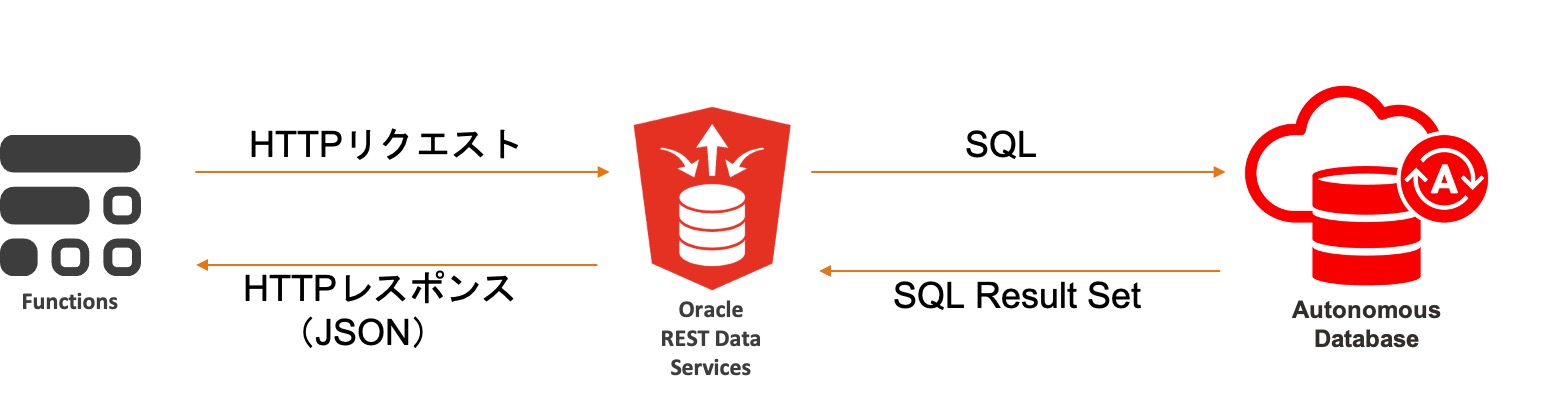 HTTPリクエスト
SQL
A
HTTPレスポンス
（JSON）
SQL Result Set
Functions
Oracle
REST Data
Services
Autonomous
Database